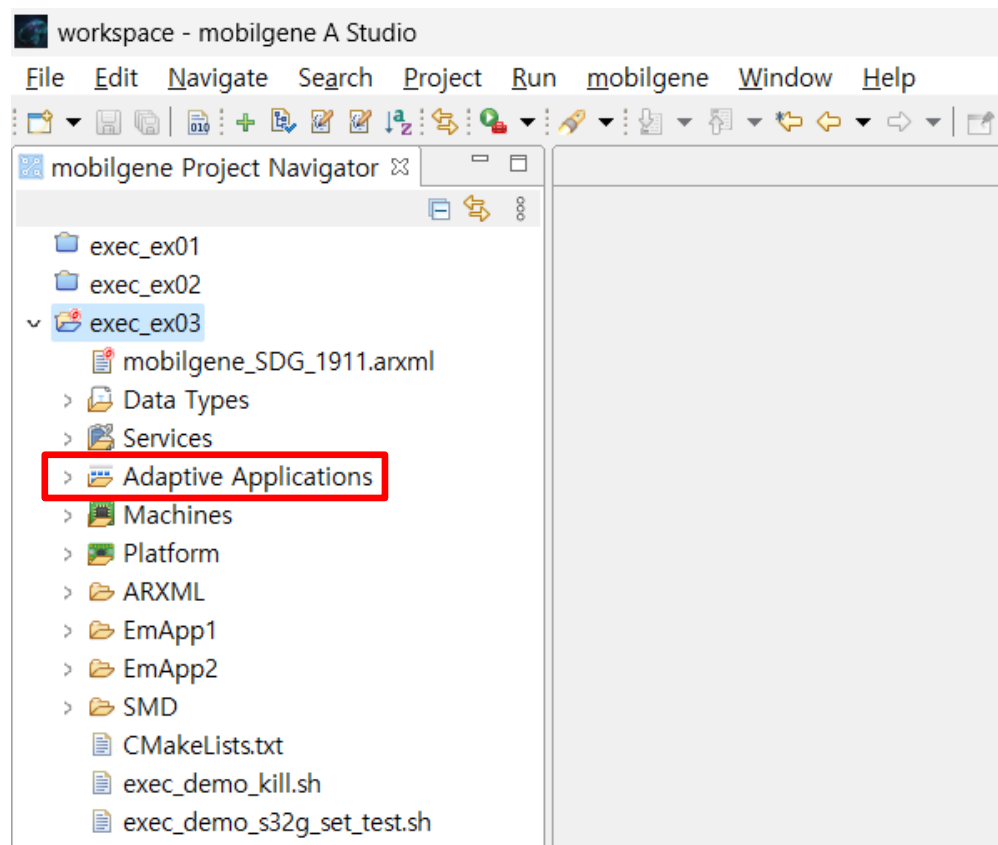 workspace - mobilgene A Studio
File Edit Navigate Search Project Run mobilgene Window Help
010
a
z
mobilgene Project Navigator
exec_ex01
exec_ex02
exec_ex03
mobilgene_SDG_1911.arxml
Data Types
Services
Adaptive Applications
Machines
Platform
ARXML
EmApp1
EmApp2
SMD
CMakeLists.txt
exec_demo_kill.sh
exec_demo_s32g_set_test.sh